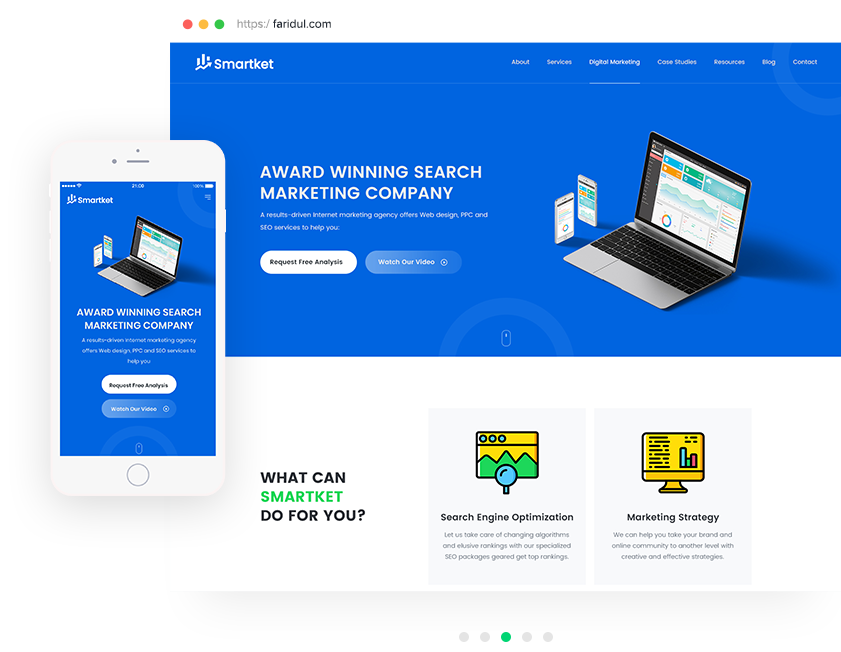 https:/ faridul.com
Smartket
About Services Digital Marketing Case Studies Resources Blog Contact
AWARD WINNING SEARCH
MARKETING COMPANY
A results-driven Internet marketing agency offers Web design, PPC and
SEO services to help you:
Request Free Analysis
Watch Our Video
21:08
100%
Smartket
AWARD WINNING SEARCH
MARKETING COMPANY
A results-driven Internet marketing agency
offers Web design, PPC and SEO services to
help you
Request Free Analysis
Watch Our Video
WHAT CAN
SMARTKET
DO FOR YOU?
Search Engine Optimization
Let us take care of changing algorithms
and elusive rankings with our specialized
SEO packages geared get top rankings.
Marketing Strategy
We can help you take your brand and
online community to another level with
creative and effective strategies.